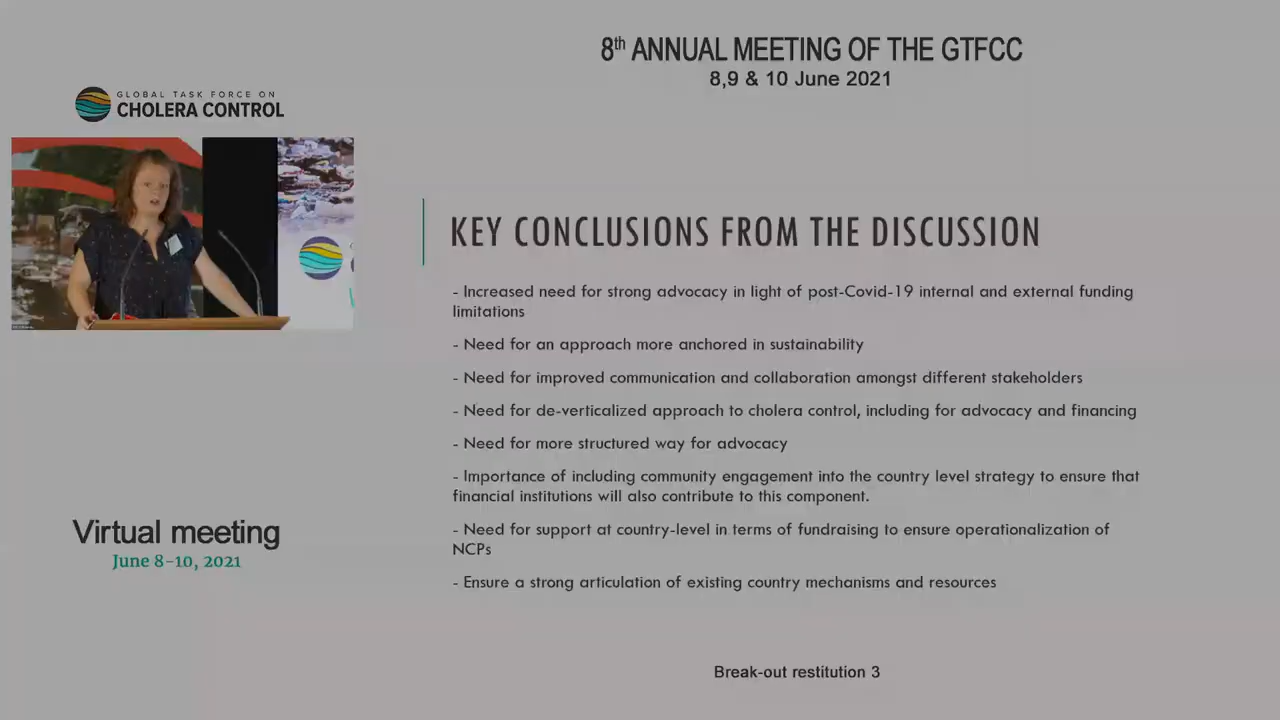 8th ANNUAL MEETING OF THE GTFCC
8,9 & 10 June 2021
GLOBAL TASK FORCE ON
CHOLERA CONTROL
KEY CONCLUSIONS FROM THE DISCUSSION
- Increased need for strong advocacy in light of post-Covid-19 internal and external funding
limitations
- Need for an approach more anchored in sustainability
- Need for improved communication and collaboration amongst different stakeholders
- Need for de-verticalized approach to cholera control, including for advocacy and financing
- Need for more structured way for advocacy
- Importance of including community engagement into the country level strategy to ensure that
financial institutions will also contribute to this component.
- Need for support at country-level in terms of fundraising to ensure operationalization of
NCPs
- Ensure a strong articulation of existing country mechanisms and resources
Virtual meeting
June 8-10, 2021
Break-out restitution 3